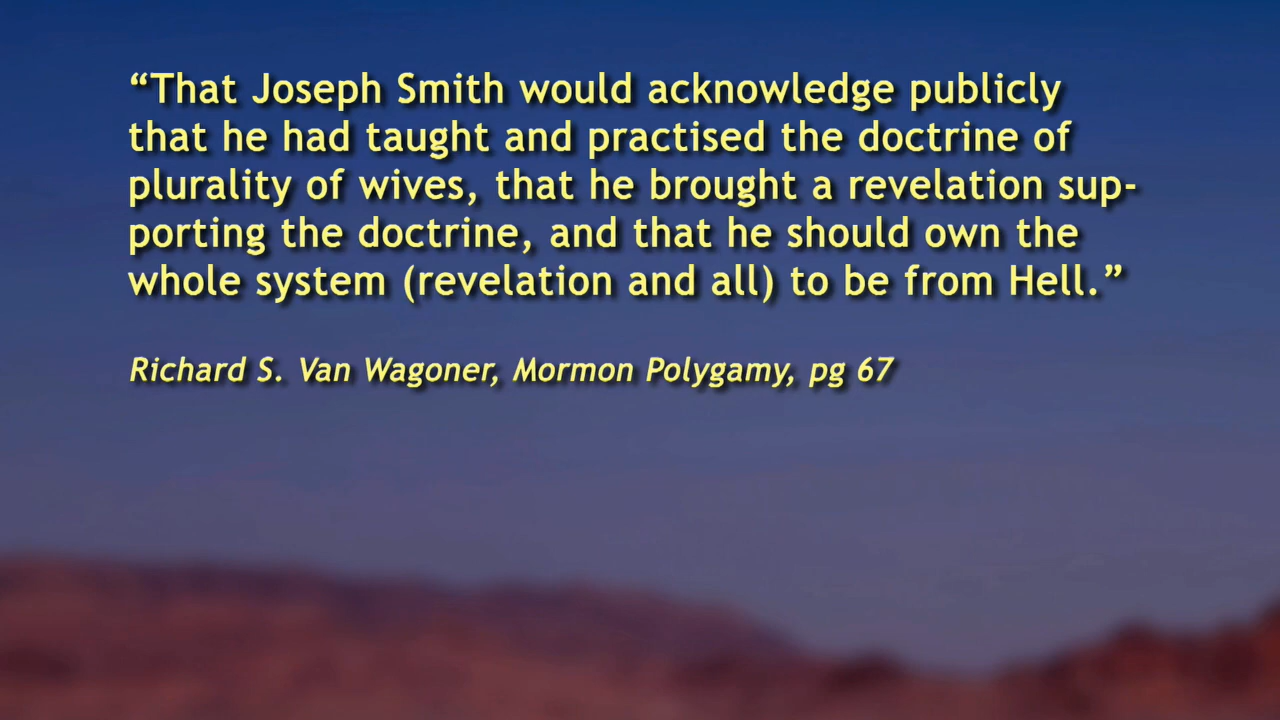 “That Joseph Smith would acknowledge publicly
that he had taught and practised the doctrine of
plurality of wives, that he brought a revelation sup-
porting the doctrine, and that he should own the
whole system (revelation and all) to be from Hell.”
Richard S. Van Wagoner, Mormon Polygamy, pg 67